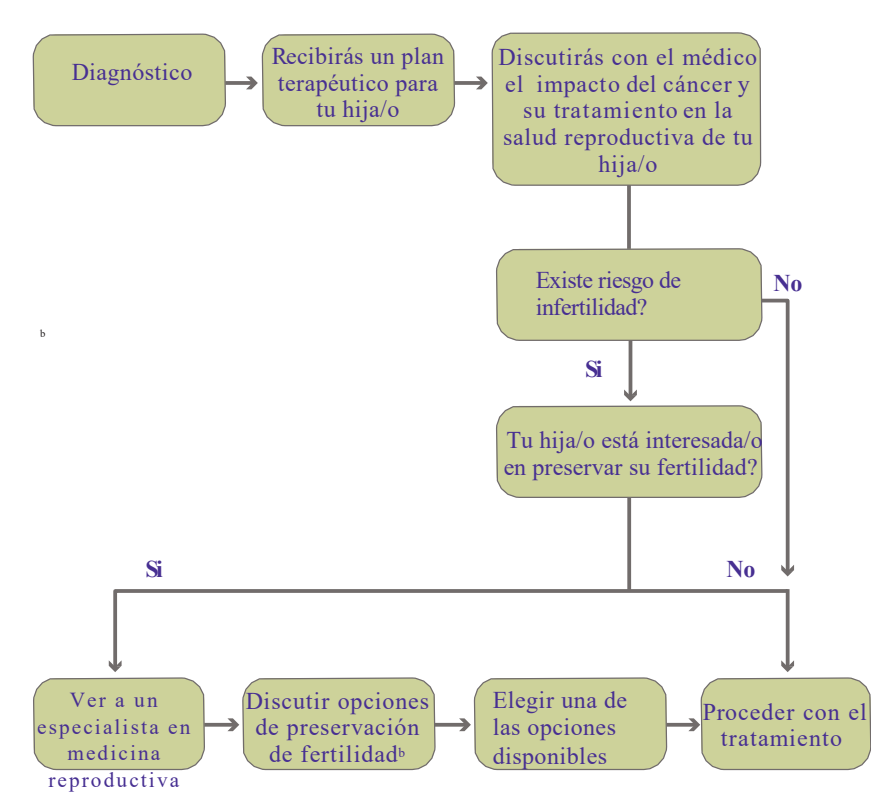 Diagnóstico
Recibirás un plan
terapéutico para
tu hija/o
Discutirás con el médico
el impacto del cáncer y
su tratamiento en la
salud reproductiva de tu
hija/o
Existe riesgo de
infertilidad?
No
b
Si
Tu hija/o está interesada/o
en preservar su fertilidad?
Si
No
Ver a un
especialista en
medicina
reproductiva
Discutir opciones
de preservación
de fertilidadᵇ
Elegir una de
las opciones
disponibles
Proceder con el
tratamiento